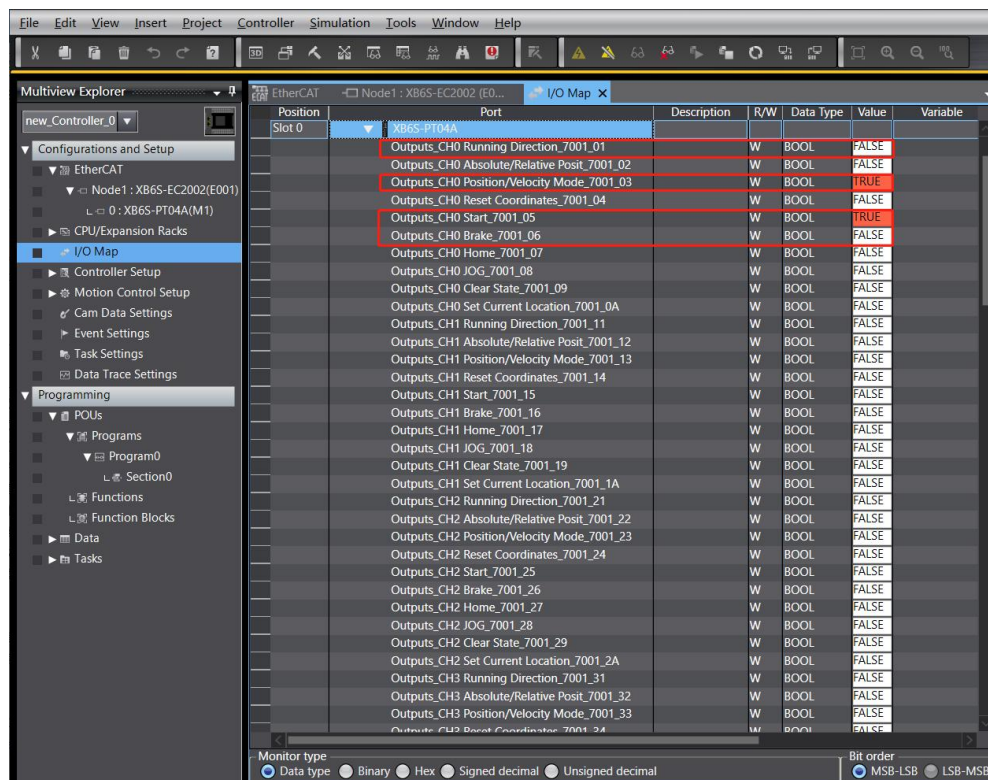 File Edit View Insert Project Controller Simulation Tools Window Help
Multiview Explorer
EtherCAT Node1 : XB6S-EC2002 (E0... I/O Map X
new_Controller_0
Configurations and Setup
EtherCAT
Node1 : XB6S-EC2002(E001)
0 : XB6S-PT04A(M1)
CPU/Expansion Racks
I/O Map
Controller Setup
Motion Control Setup
Cam Data Settings
Event Settings
Task Settings
Data Trace Settings
Programming
POUs
Programs
Program0
Section0
Functions
Function Blocks
Data
Tasks
Position Port Description R/W Data Type Value Variable
Slot 0 XB6S-PT04A
Outputs_CH0 Running Direction_7001_01 W BOOL FALSE
Outputs_CH0 Absolute/Relative Posit_7001_02 W BOOL FALSE
Outputs_CH0 Position/Velocity Mode_7001_03 W BOOL TRUE
Outputs_CH0 Reset Coordinates_7001_04 W BOOL FALSE
Outputs_CH0 Start_7001_05 W BOOL TRUE
Outputs_CH0 Brake_7001_06 W BOOL FALSE
Outputs_CH0 Home_7001_07 W BOOL FALSE
Outputs_CH0 JOG_7001_08 W BOOL FALSE
Outputs_CH0 Clear State_7001_09 W BOOL FALSE
Outputs_CH0 Set Current Location_7001_0A W BOOL FALSE
Outputs_CH1 Running Direction_7001_11 W BOOL FALSE
Outputs_CH1 Absolute/Relative Posit_7001_12 W BOOL FALSE
Outputs_CH1 Position/Velocity Mode_7001_13 W BOOL FALSE
Outputs_CH1 Reset Coordinates_7001_14 W BOOL FALSE
Outputs_CH1 Start_7001_15 W BOOL FALSE
Outputs_CH1 Brake_7001_16 W BOOL FALSE
Outputs_CH1 Home_7001_17 W BOOL FALSE
Outputs_CH1 JOG_7001_18 W BOOL FALSE
Outputs_CH1 Clear State_7001_19 W BOOL FALSE
Outputs_CH1 Set Current Location_7001_1A W BOOL FALSE
Outputs_CH2 Running Direction_7001_21 W BOOL FALSE
Outputs_CH2 Absolute/Relative Posit_7001_22 W BOOL FALSE
Outputs_CH2 Position/Velocity Mode_7001_23 W BOOL FALSE
Outputs_CH2 Reset Coordinates_7001_24 W BOOL FALSE
Outputs_CH2 Start_7001_25 W BOOL FALSE
Outputs_CH2 Brake_7001_26 W BOOL FALSE
Outputs_CH2 Home_7001_27 W BOOL FALSE
Outputs_CH2 JOG_7001_28 W BOOL FALSE
Outputs_CH2 Clear State_7001_29 W BOOL FALSE
Outputs_CH2 Set Current Location_7001_2A W BOOL FALSE
Outputs_CH3 Running Direction_7001_31 W BOOL FALSE
Outputs_CH3 Absolute/Relative Posit_7001_32 W BOOL FALSE
Outputs_CH3 Position/Velocity Mode_7001_33 W BOOL FALSE
Outputs_CH3 Reset Coordinates_7001_34 W BOOL FALSE
Monitor type Bit order
Data type Binary Hex Signed decimal Unsigned decimal MSB-LSB LSB-MSB